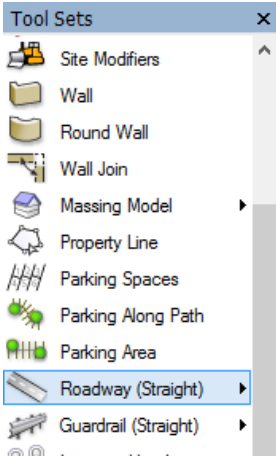 Tool Sets
Site Modifiers
Wall
Round Wall
Wall Join
Massing Model
Property Line
Parking Spaces
Parking Along Path
Parking Area
Roadway (Straight)
Guardrail (Straight)